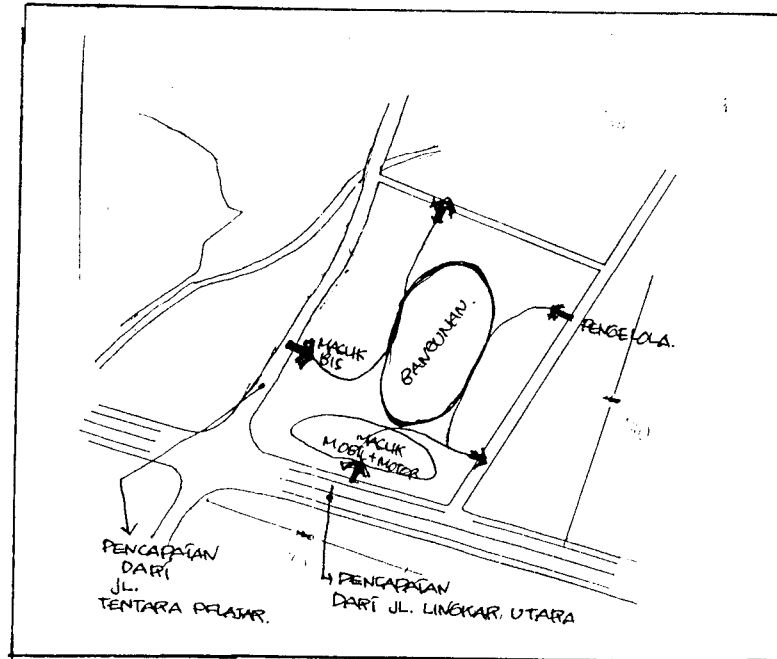 MASUK
BIS
BANGUNAN.
PENGELOLA.
MASUK
MOBIL + MOTOR
PENCAPAIAN
DARI
JL.
TENTARA PELAJAR.
PENCAPAIAN
DARI JL. LINGKAR UTARA